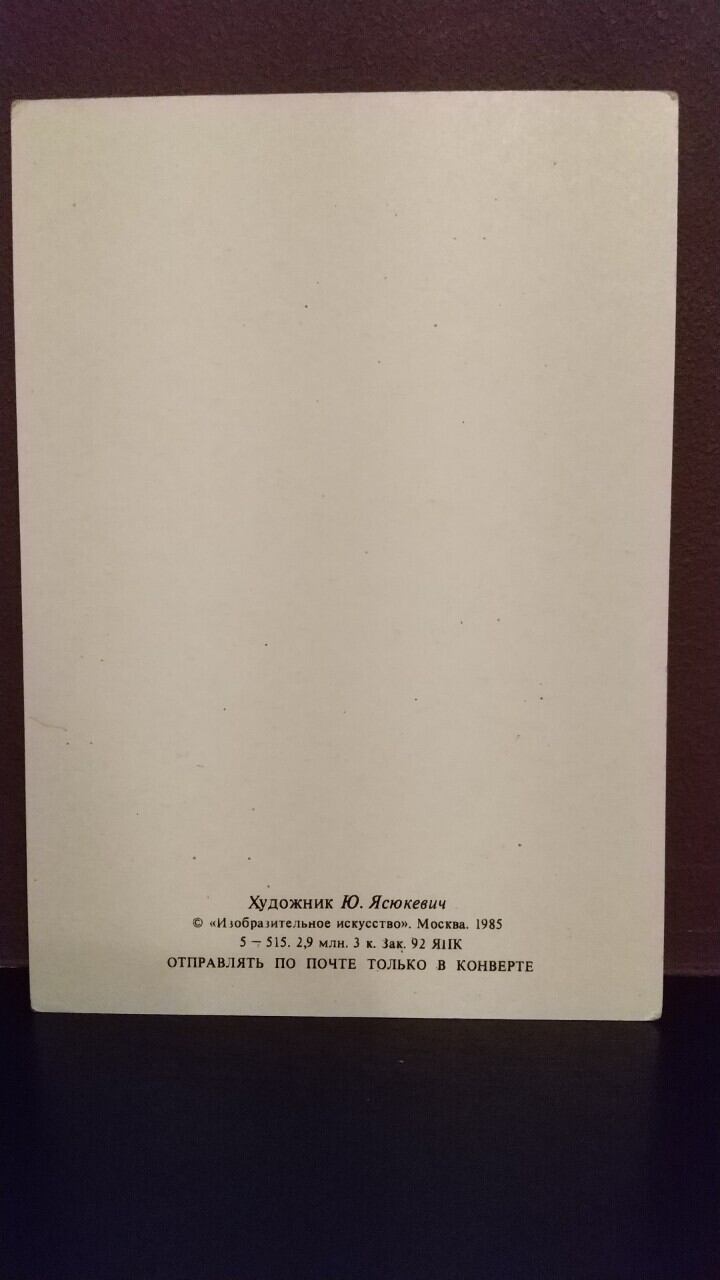 Художник Ю. Ясюкевич
© «Изобразительное искусство». Москва. 1985
5 – 515. 2,9 млн. 3 к. Зак. 92 ЯПК
ОТПРАВЛЯТЬ ПО ПОЧТЕ ТОЛЬКО В КОНВЕРТЕ